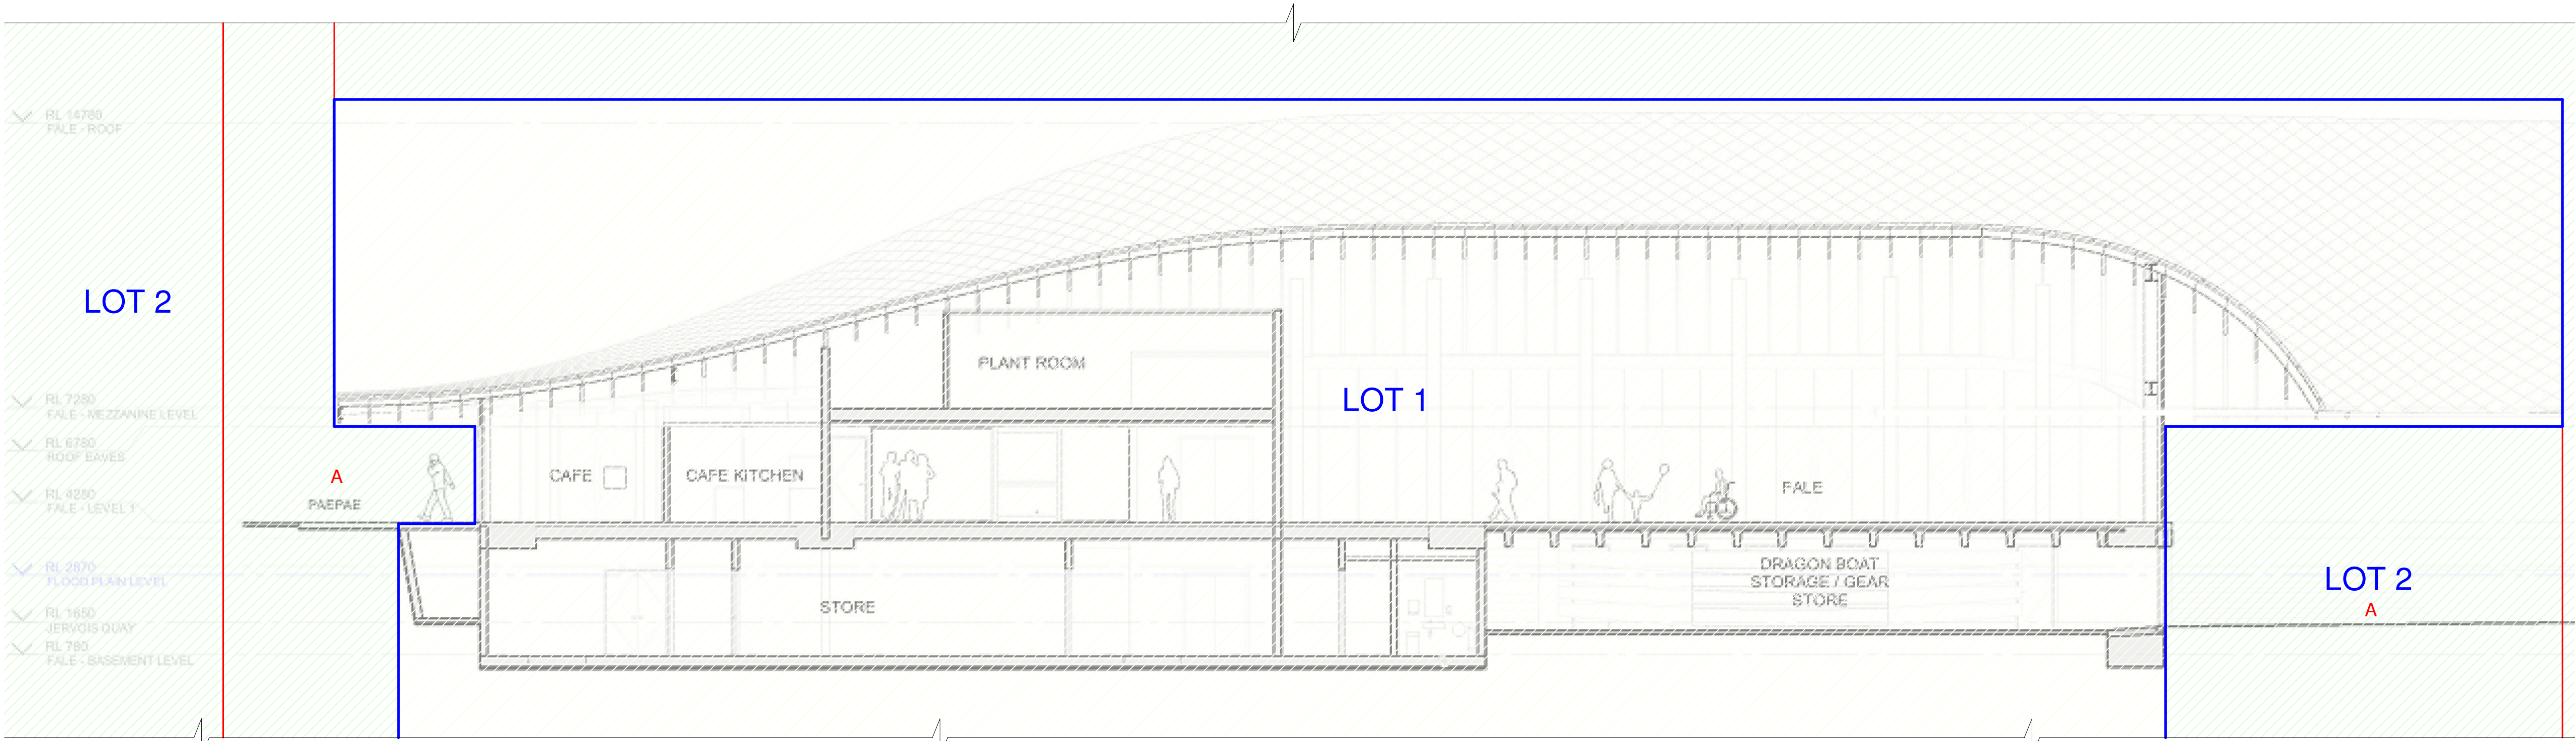 RL 14780
FALE - ROOF
LOT 2
PLANT ROOM
LOT 1
RL 7280
FALE - MEZZANINE LEVEL
RL 6780
ROOF EAVES
A
CAFE
CAFE KITCHEN
FALE
RL 4280
FALE - LEVEL 1
PAEPAE
RL 2870
FLOOD PLAIN LEVEL
DRAGON BOAT
STORAGE / GEAR
STORE
LOT 2
A
STORE
RL 1650
JERVOIS QUAY
RL 780
FALE - BASEMENT LEVEL